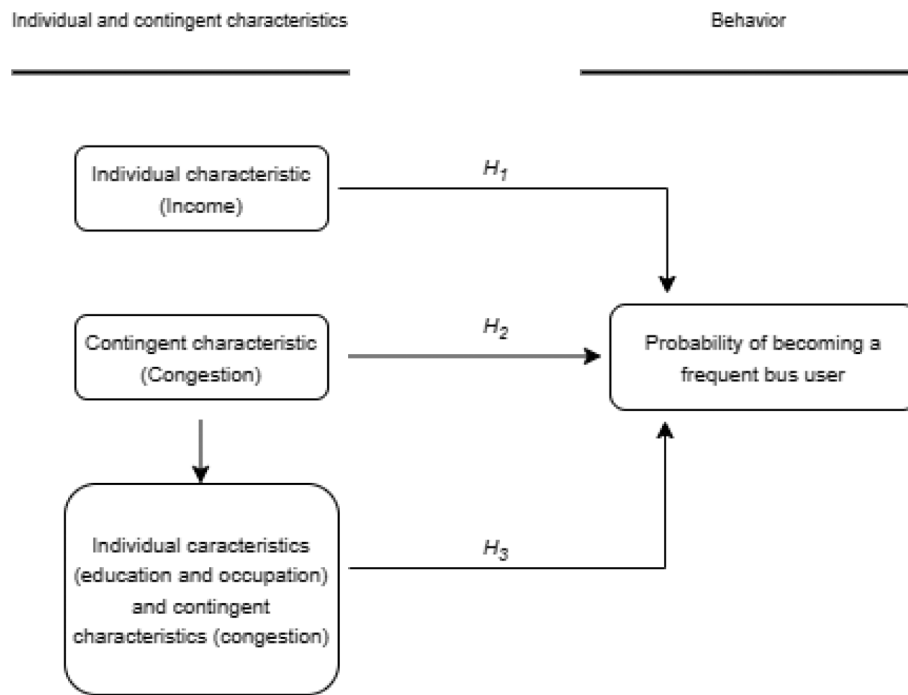 Individual and contingent characteristics
Behavior
Individual characteristic
(Income)
H1
Contingent characteristic
(Congestion)
H2
Probability of becoming a
frequent bus user
Individual caracteristics
(education and occupation)
and contingent
characteristics (congestion)
H3